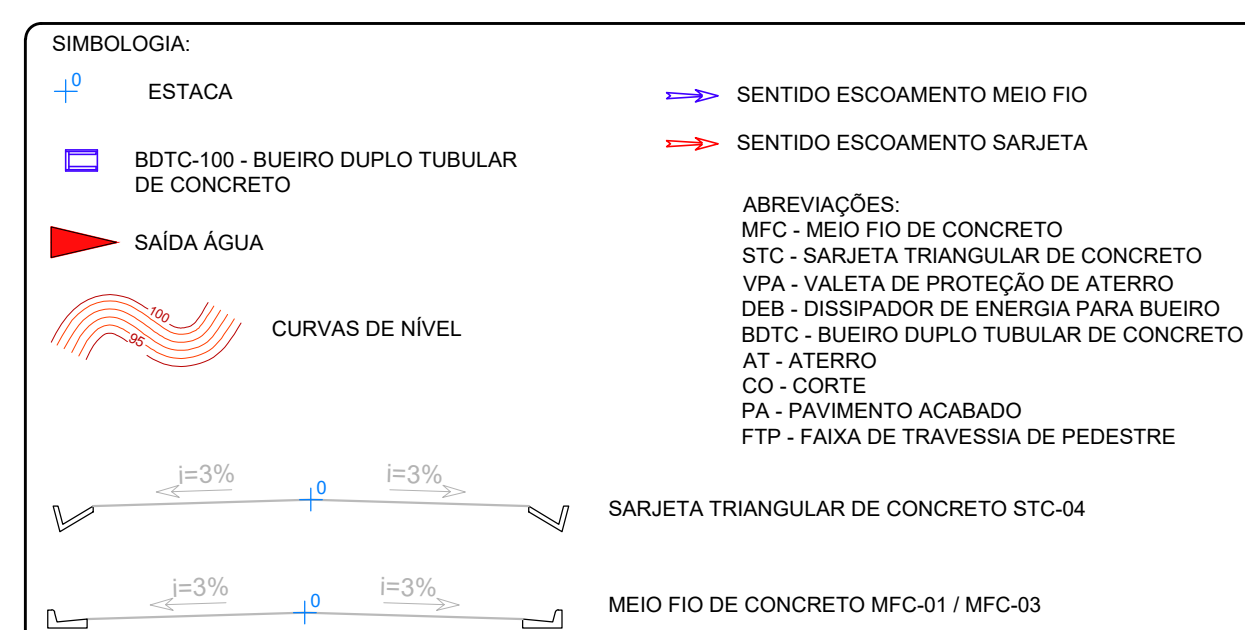 SIMBOLOGIA:
0
ESTACA
BDTC-100 - BUEIRO DUPLO TUBULAR
DE CONCRETO
SAÍDA ÁGUA
100
95
CURVAS DE NÍVEL
SENTIDO ESCOAMENTO MEIO FIO
SENTIDO ESCOAMENTO SARJETA
ABREVIAÇÕES:
MFC - MEIO FIO DE CONCRETO
STC - SARJETA TRIANGULAR DE CONCRETO
VPA - VALETA DE PROTEÇÃO DE ATERRO
DEB - DISSIPADOR DE ENERGIA PARA BUEIRO
BDTC - BUEIRO DUPLO TUBULAR DE CONCRETO
AT - ATERRO
CO - CORTE
PA - PAVIMENTO ACABADO
FTP - FAIXA DE TRAVESSIA DE PEDESTRE
i=3%
0
i=3%
SARJETA TRIANGULAR DE CONCRETO STC-04
i=3%
0
i=3%
MEIO FIO DE CONCRETO MFC-01 / MFC-03